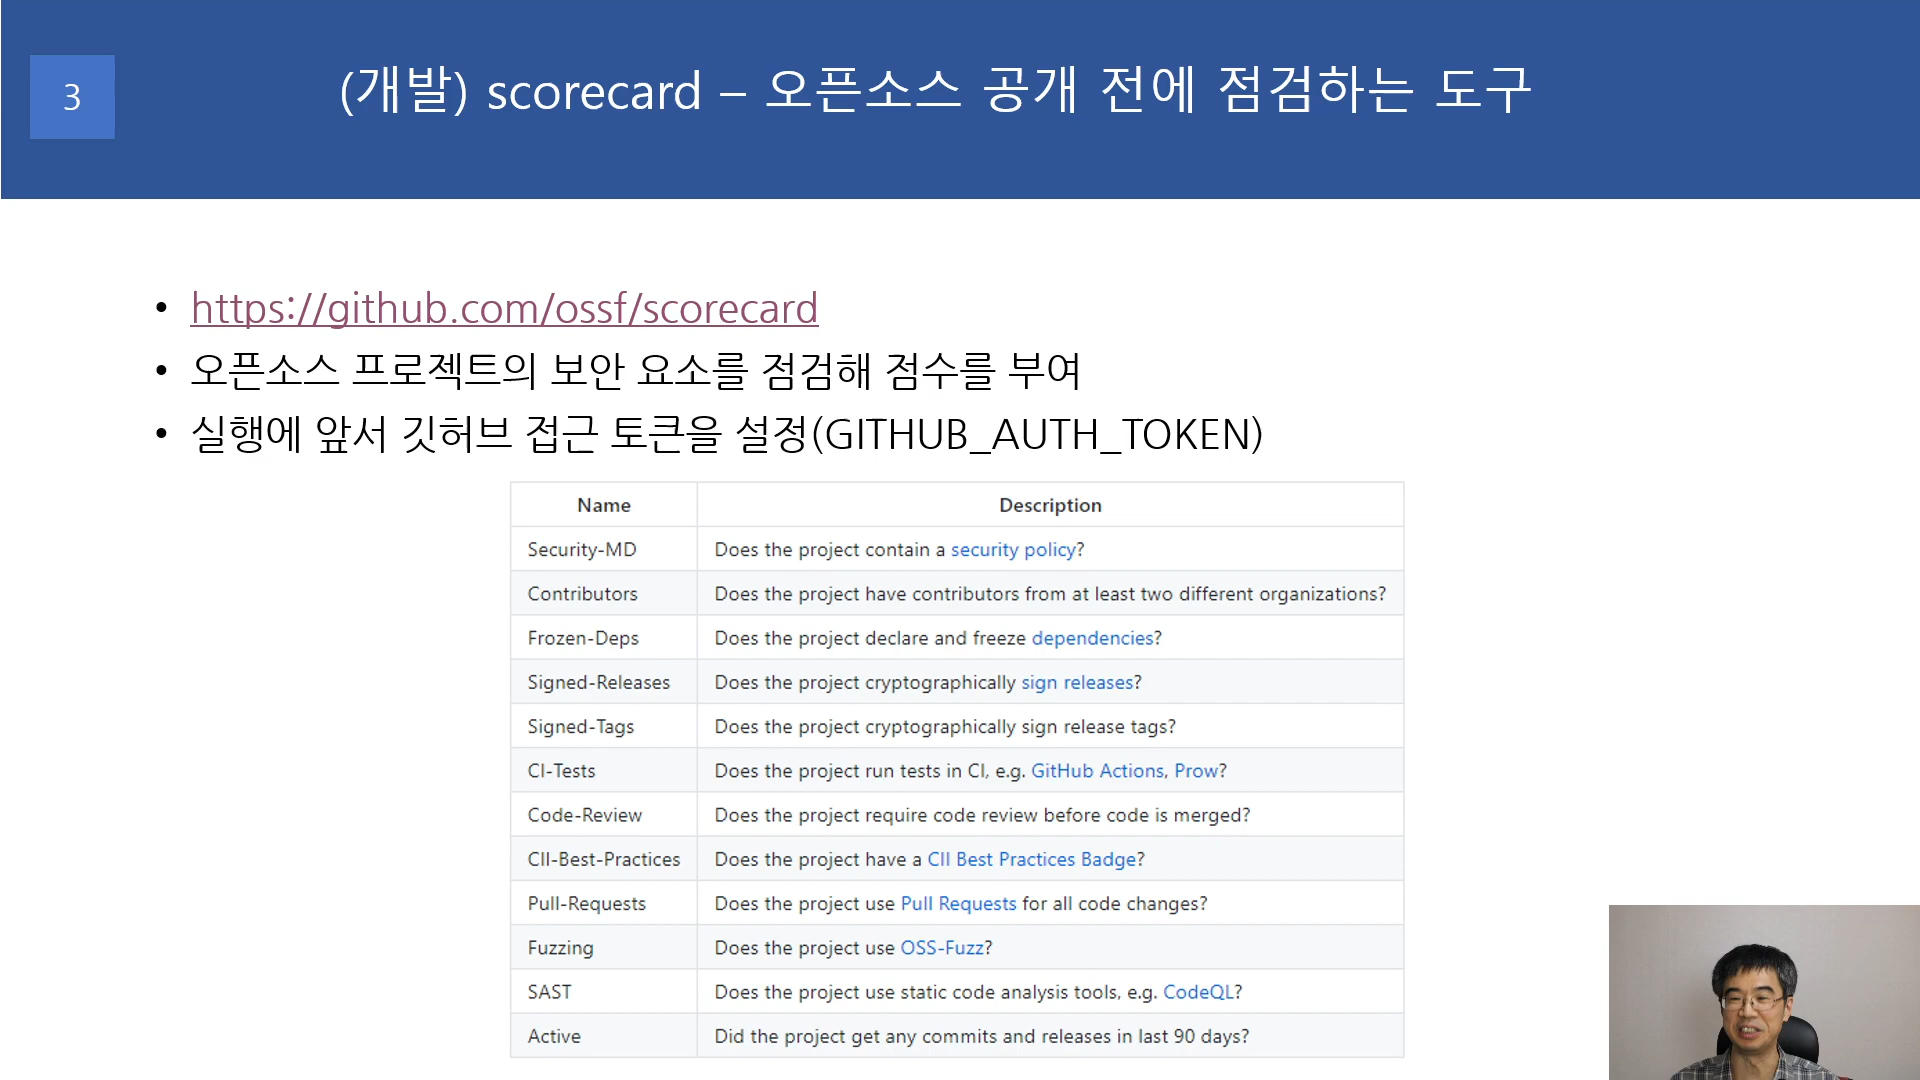 3
(개발) scorecard – 오픈소스 공개 전에 점검하는 도구
• https://github.com/ossf/scorecard
• 오픈소스 프로젝트의 보안 요소를 점검해 점수를 부여
• 실행에 앞서 깃허브 접근 토큰을 설정(GITHUB_AUTH_TOKEN)
Name Description
Security-MD Does the project contain a security policy?
Contributors Does the project have contributors from at least two different organizations?
Frozen-Deps Does the project declare and freeze dependencies?
Signed-Releases Does the project cryptographically sign releases?
Signed-Tags Does the project cryptographically sign release tags?
CI-Tests Does the project run tests in CI, e.g. GitHub Actions, Prow?
Code-Review Does the project require code review before code is merged?
CII-Best-Practices Does the project have a CII Best Practices Badge?
Pull-Requests Does the project use Pull Requests for all code changes?
Fuzzing Does the project use OSS-Fuzz?
SAST Does the project use static code analysis tools, e.g. CodeQL?
Active Did the project get any commits and releases in last 90 days?